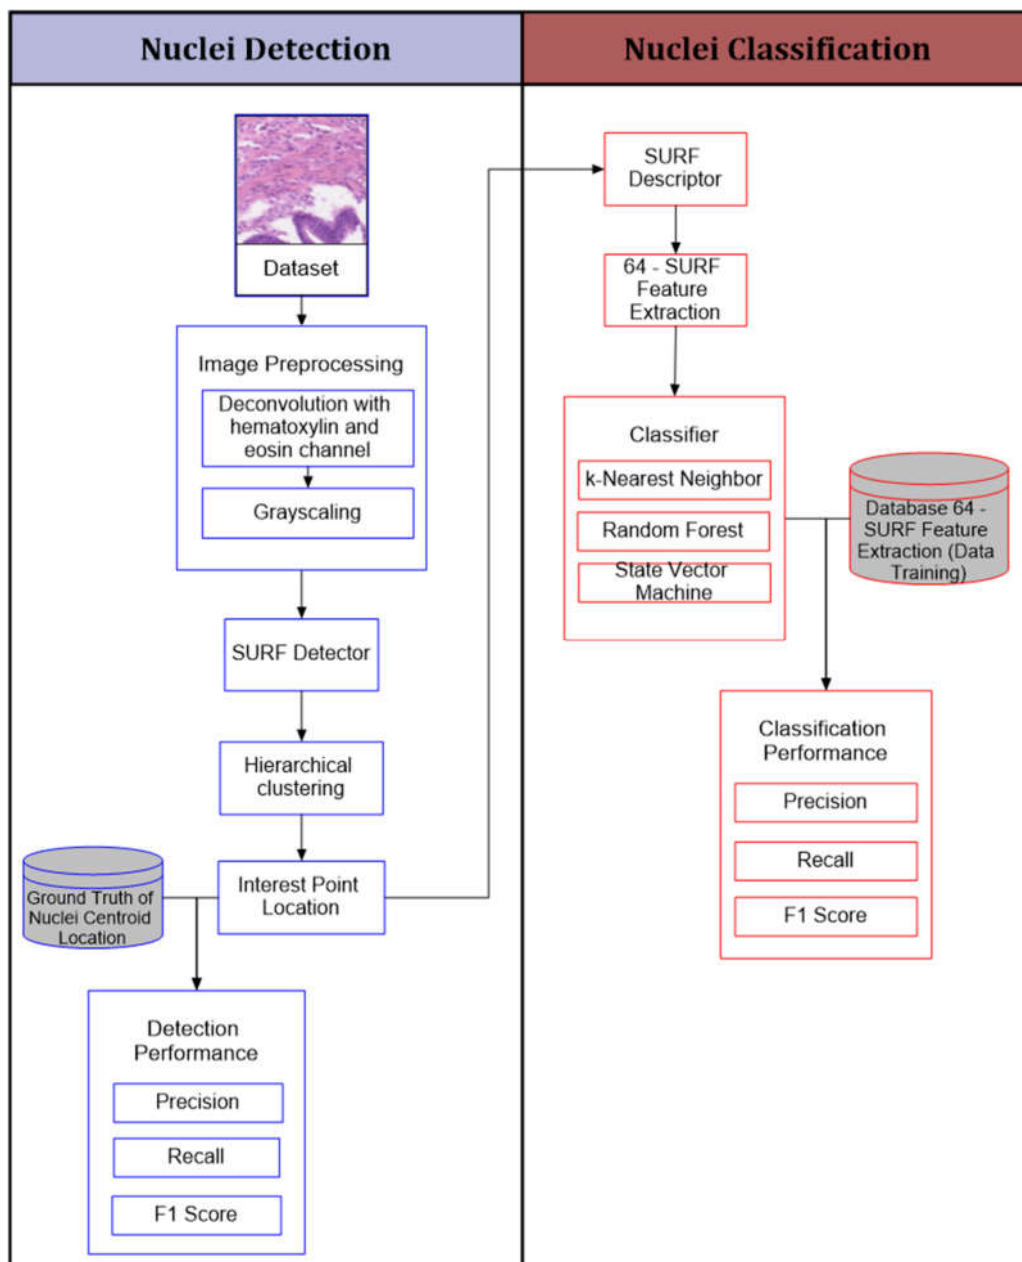 Nuclei Detection
Dataset
Image Preprocessing
Deconvolution with
hematoxylin and
eosin channel
Grayscaling
SURF Detector
Hierarchical
clustering
Interest Point
Location
Ground Truth of
Nuclei Centroid
Location
Detection
Performance
Precision
Recall
F1 Score
Nuclei Classification
SURF
Descriptor
64 - SURF
Feature
Extraction
Classifier
k-Nearest Neighbor
Random Forest
State Vector
Machine
Database 64 -
SURF Feature
Extraction (Data
Training)
Classification
Performance
Precision
Recall
F1 Score